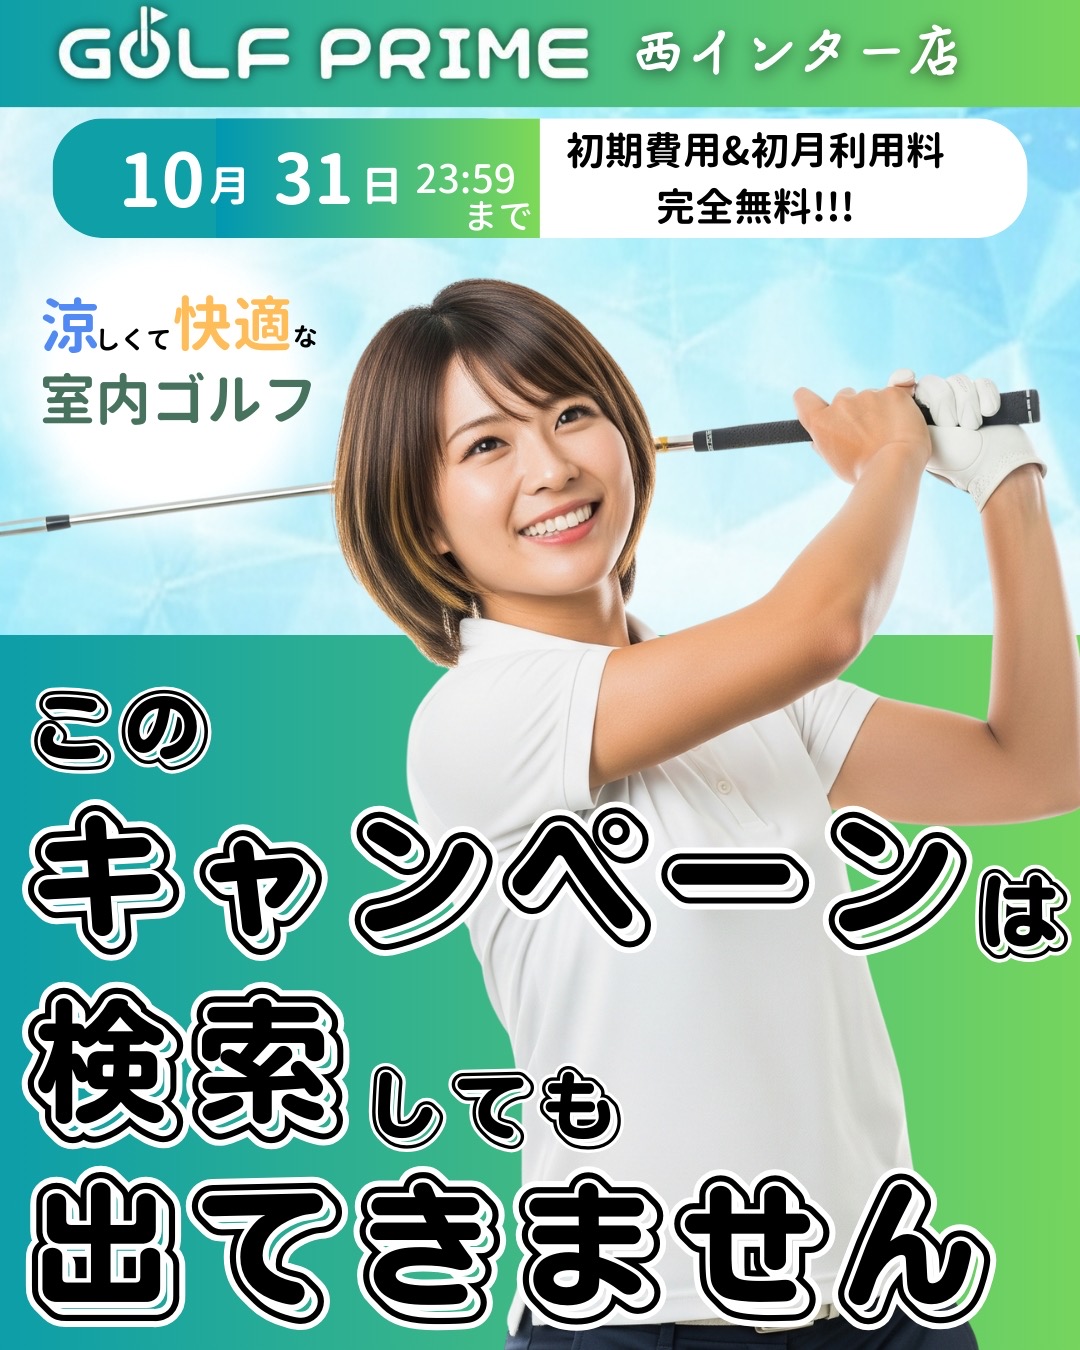 GOLF PRIME 西インター店
10月 31日 23:59
まで
初期費用&初月利用料
完全無料!!!
涼しくて快適な
室内ゴルフ
この
キャンペーンは
検索しても
出てきません